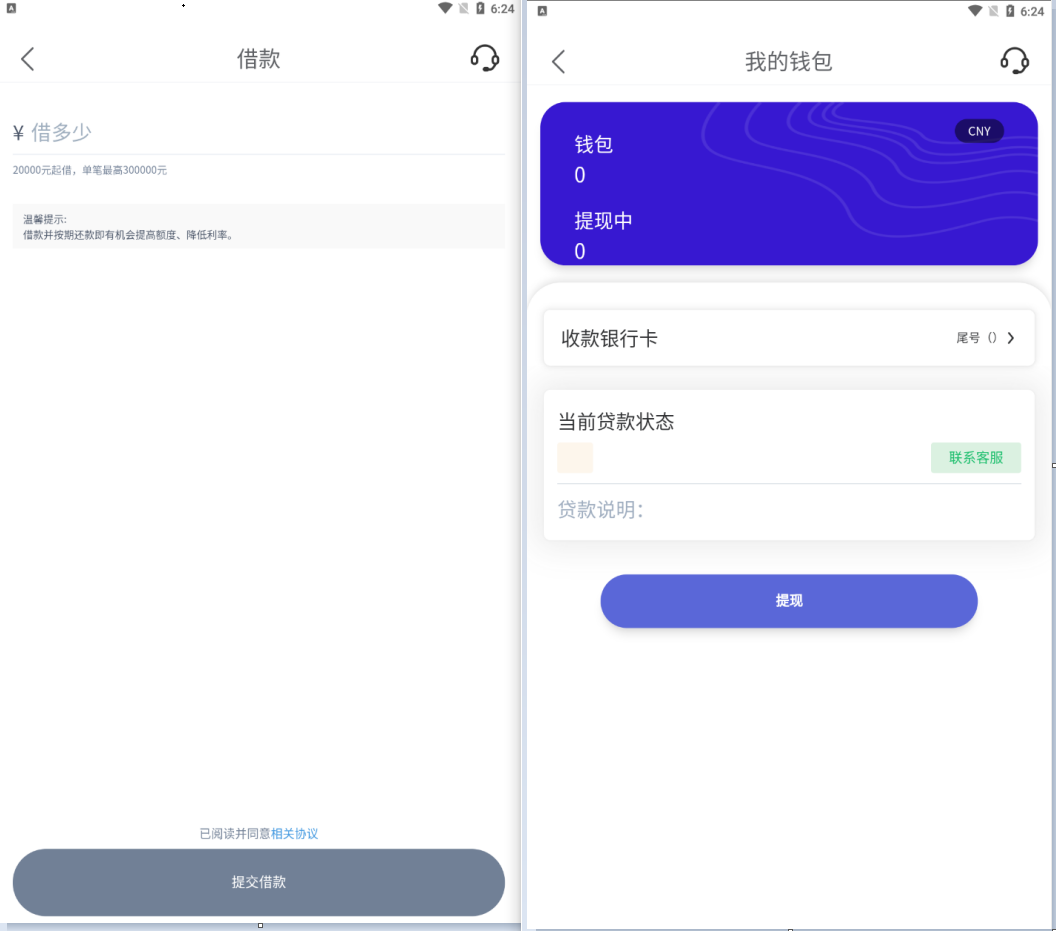 6:24
借款
¥ 借多少
20000元起借，单笔最高300000元
温馨提示:
借款并按期还款即有机会提高额度、降低利率。
已阅读并同意相关协议
提交借款
6:24
我的钱包
钱包
CNY
0
提现中
0
收款银行卡
尾号（）
当前贷款状态
联系客服
贷款说明：
提现